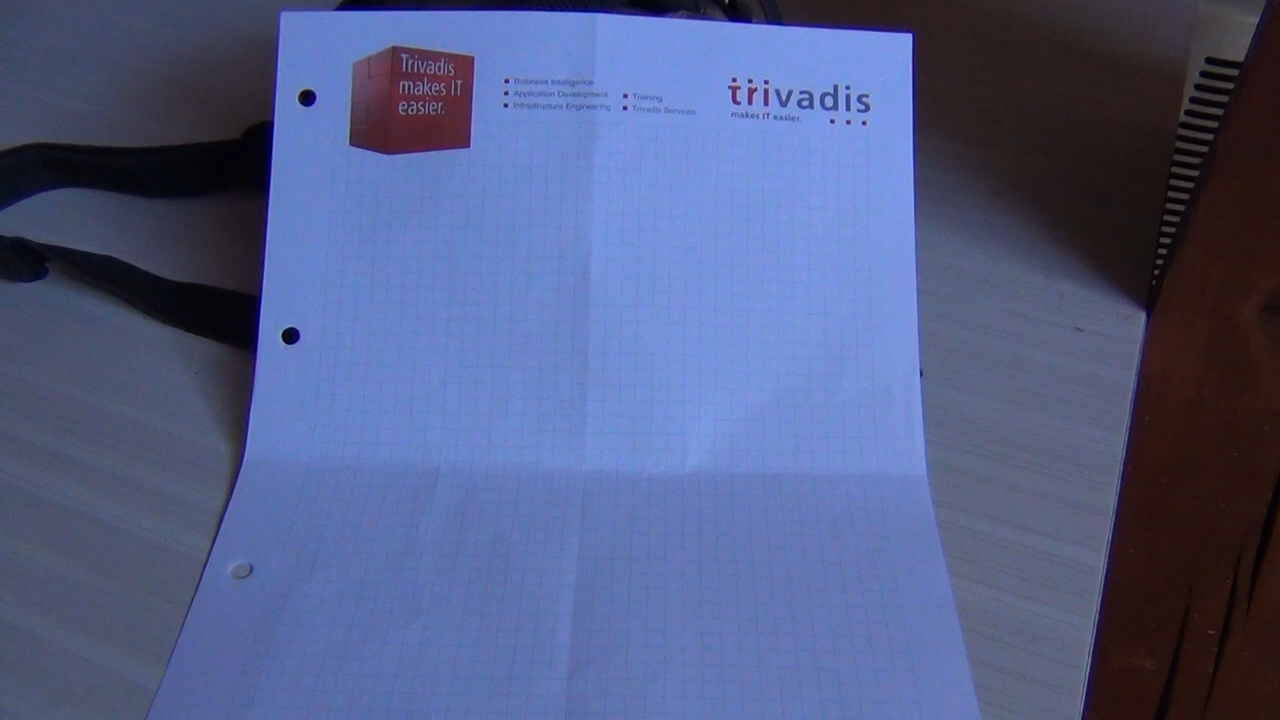 Trivadis
makes IT
easier.
Business Intelligence
Application Development
Infrastructure Engineering
Training
Trivadis Services
trivadis
makes IT easier.